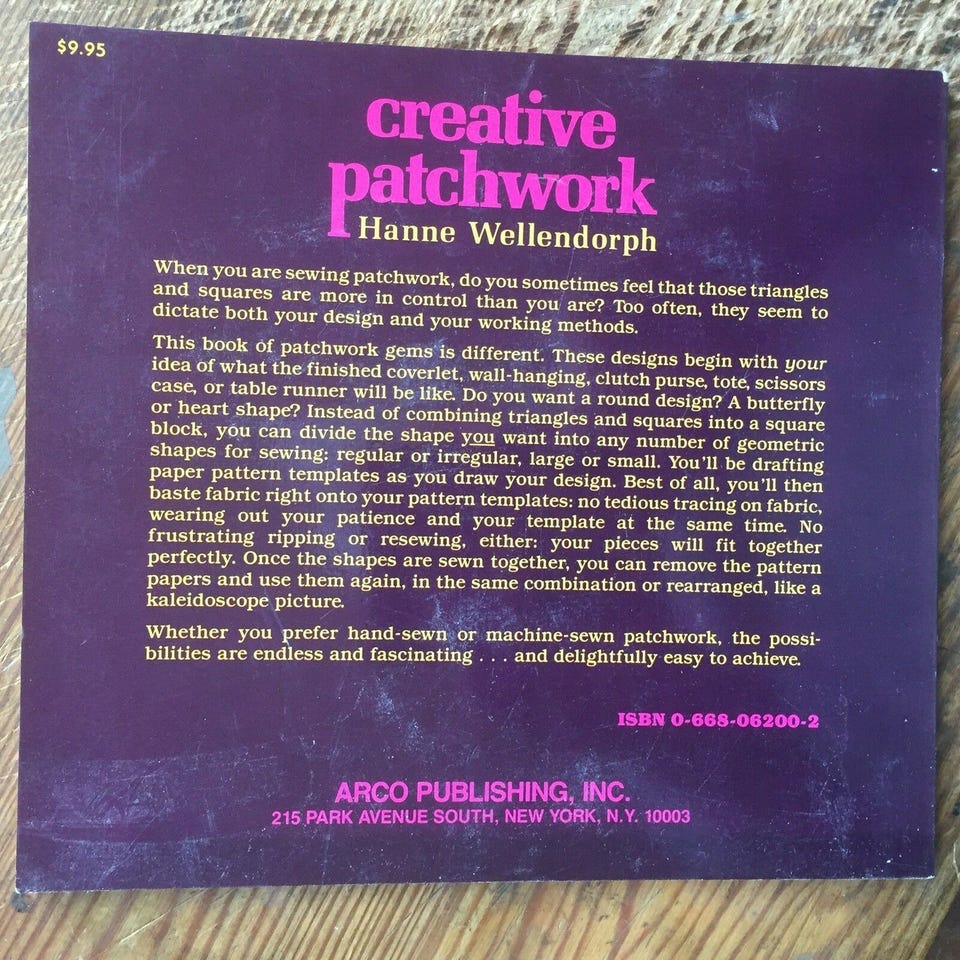 $9.95
creative
patchwork
Hanne Wellendorph
When you are sewing patchwork, do you sometimes feel that those triangles
and squares are more in control than you are? Too often, they seem to
dictate both your design and your working methods.
This book of patchwork gems is different. These designs begin with your
idea of what the finished coverlet, wall-hanging, clutch purse, tote, scissors
case, or table runner will be like. Do you want a round design? A butterfly
or heart shape? Instead of combining triangles and squares into a square
block, you can divide the shape you want into any number of geometric
shapes for sewing: regular or irregular, large or small. You'll be drafting
paper pattern templates as you draw your design. Best of all, you'll then
baste fabric right onto your pattern templates: no tedious tracing on fabric,
wearing out your patience and your template at the same time. No
frustrating ripping or resewing, either: your pieces will fit together
perfectly. Once the shapes are sewn together, you can remove the pattern
papers and use them again, in the same combination or rearranged, like a
kaleidoscope picture.
Whether you prefer hand-sewn or machine-sewn patchwork, the possi-
bilities are endless and fascinating . . . and delightfully easy to achieve.
ISBN 0-668-06200-2
ARCO PUBLISHING, INC.
215 PARK AVENUE SOUTH, NEW YORK, N.Y. 10003